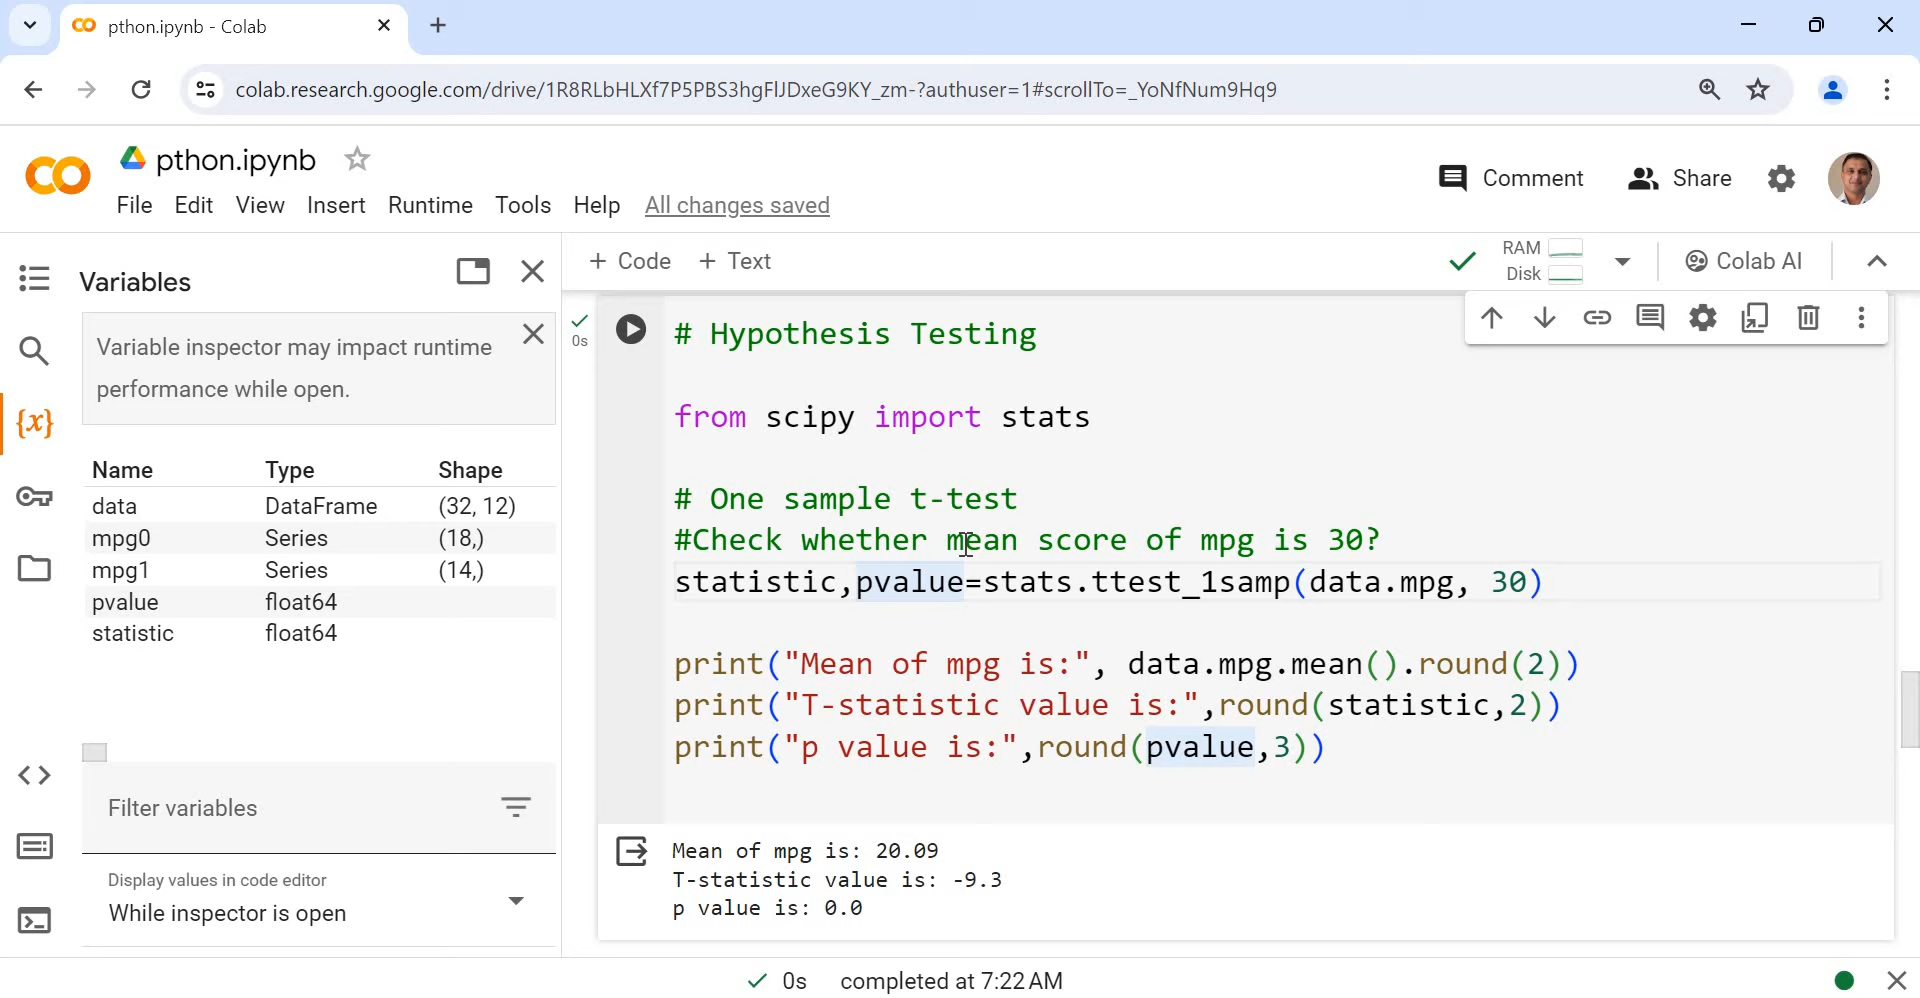 pthon.ipynb - Colab
colab.research.google.com/drive/1R8RLbHLXf7P5PBS3hgFlJDxeG9KY_zm-?authuser=1#scrollTo=_YoNfNum9Hq9
pthon.ipynb
Comment
Share
File Edit View Insert Runtime Tools Help All changes saved
Variables
+ Code + Text
RAM
Disk
Colab AI
Variable inspector may impact runtime
performance while open.
Name Type Shape
data DataFrame (32, 12)
mpg0 Series (18,)
mpg1 Series (14,)
pvalue float64
statistic float64
Filter variables
Display values in code editor
While inspector is open
{x}
0s
# Hypothesis Testing
from scipy import stats
# One sample t-test
#Check whether mean score of mpg is 30?
statistic,pvalue=stats.ttest_1samp(data.mpg, 30)
print("Mean of mpg is:", data.mpg.mean().round(2))
print("T-statistic value is:",round(statistic,2))
print("p value is:",round(pvalue,3))
Mean of mpg is: 20.09
T-statistic value is: -9.3
p value is: 0.0
0s completed at 7:22 AM